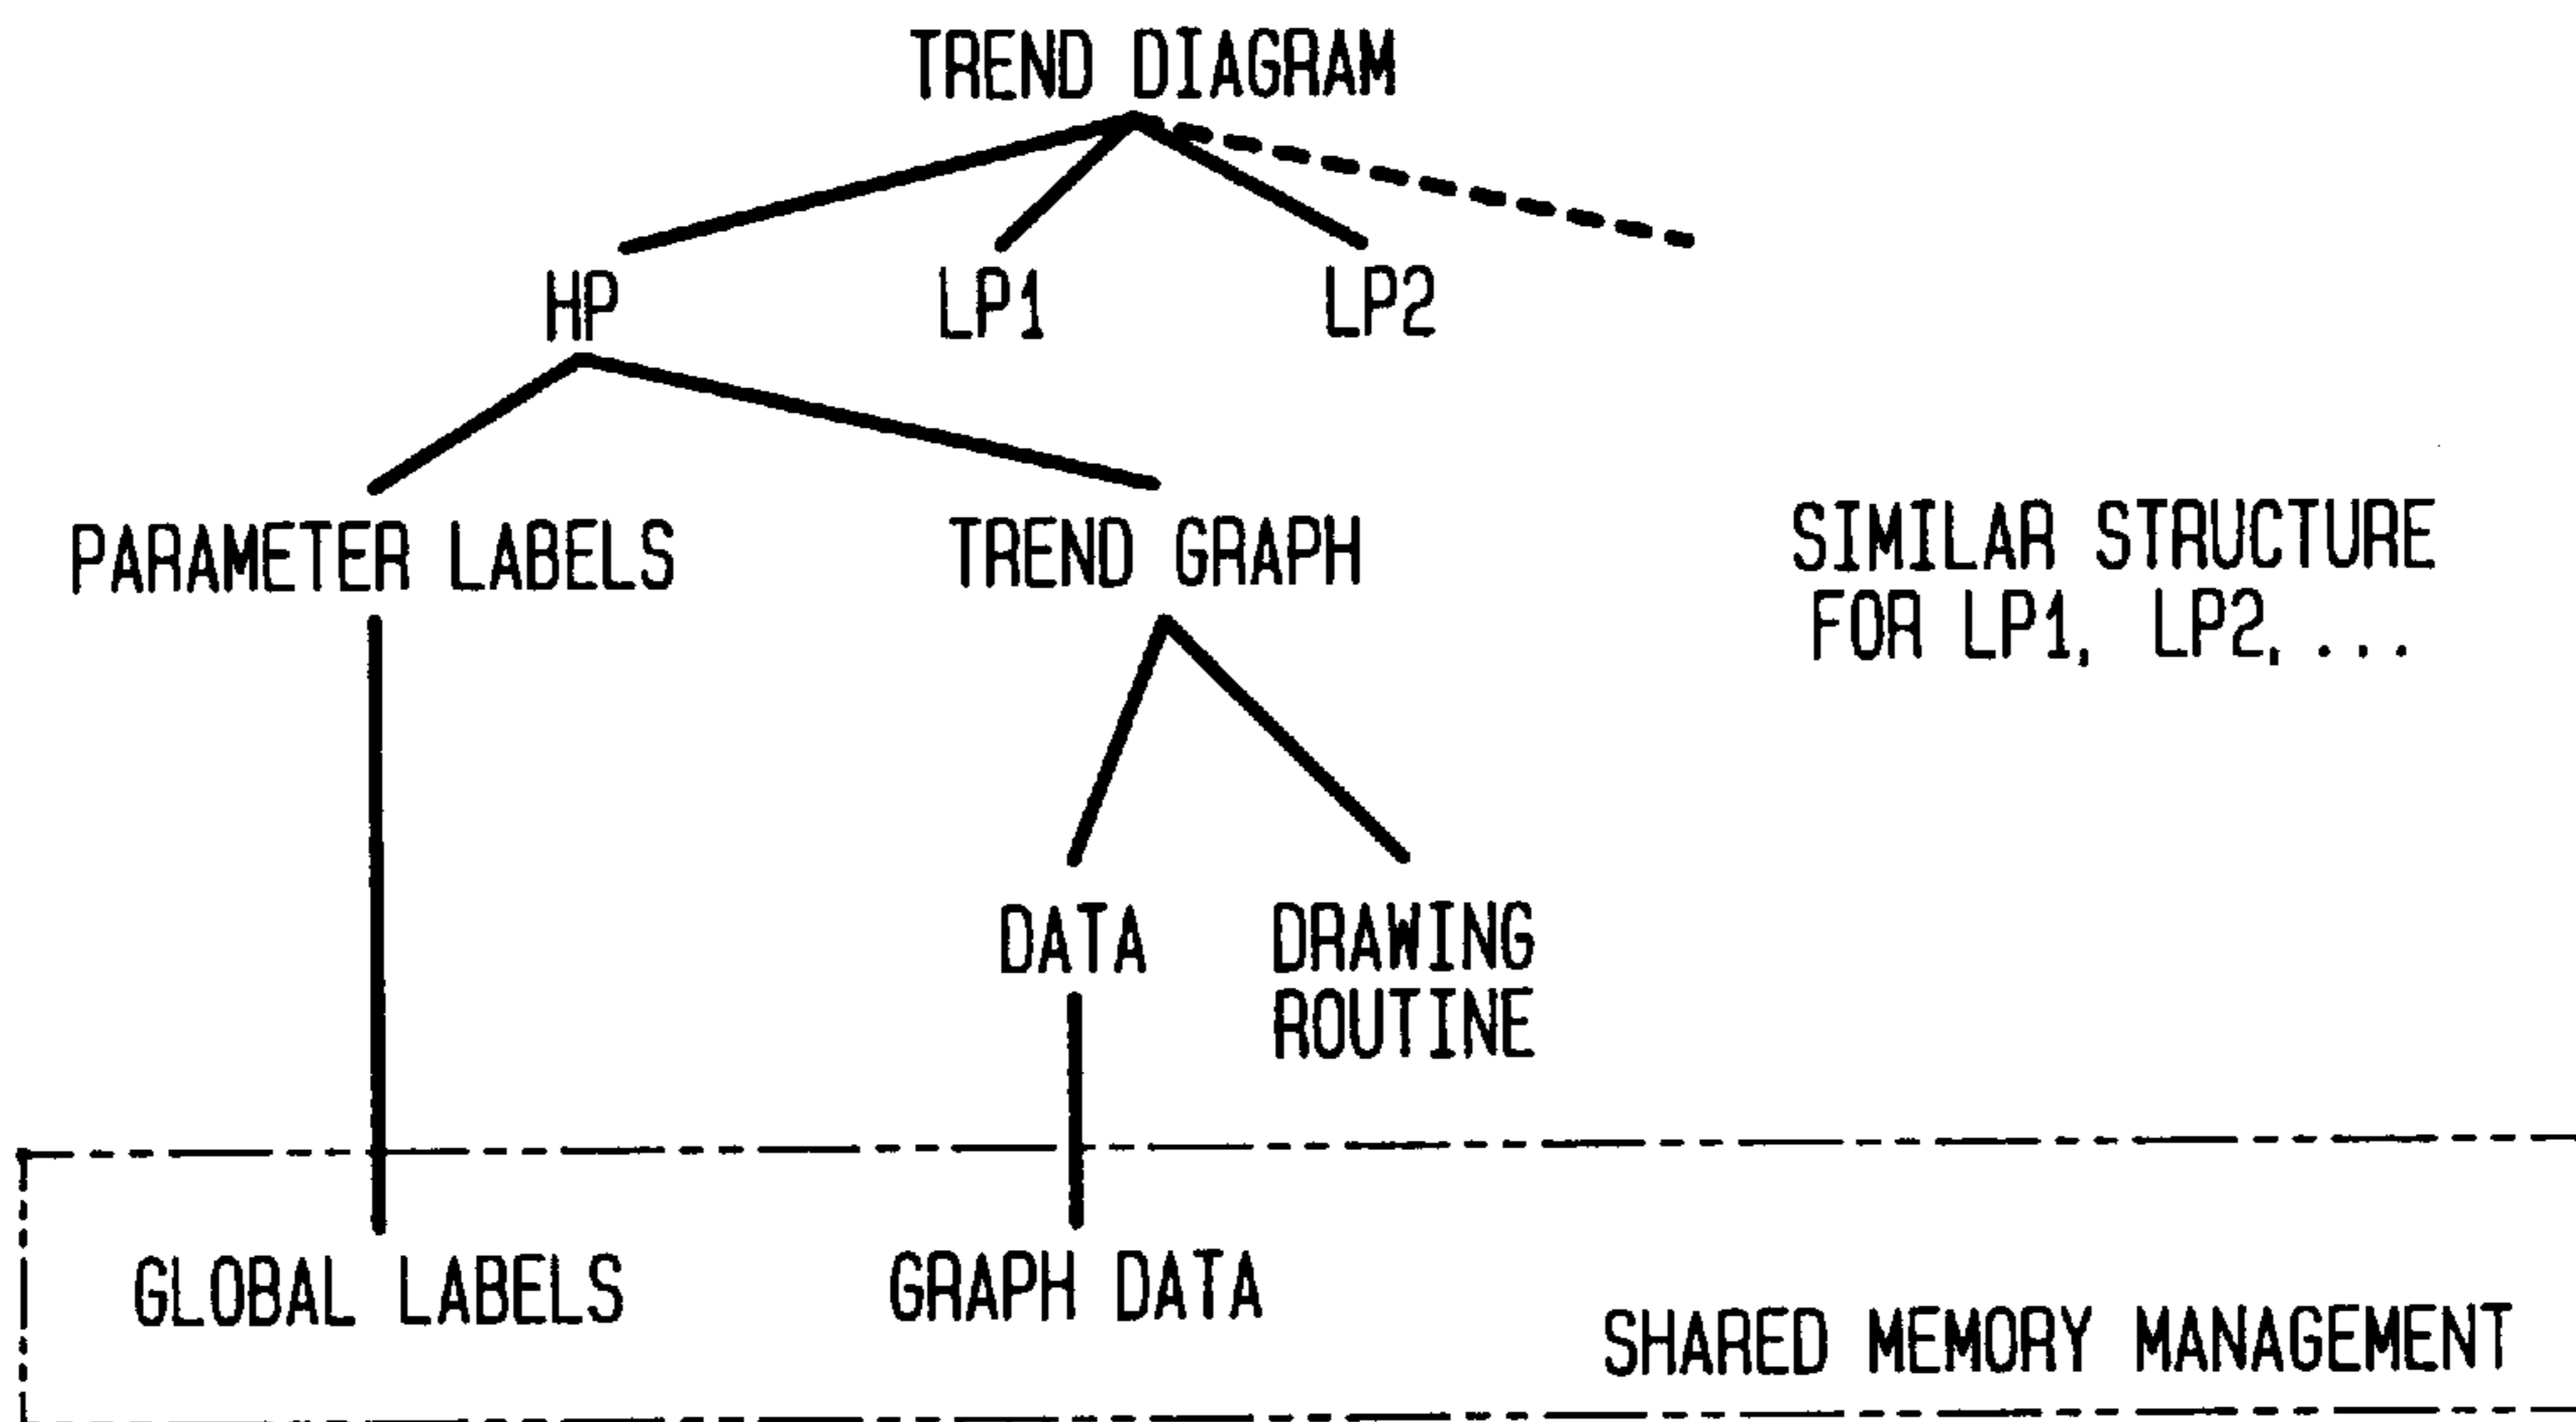 TREND DIAGRAM
HP
LP1
LP2
PARAMETER LABELS
TREND GRAPH
SIMILAR STRUCTURE
FOR LP1, LP2, ...
DATA
DRAWING
ROUTINE
GLOBAL LABELS
GRAPH DATA
SHARED MEMORY MANAGEMENT